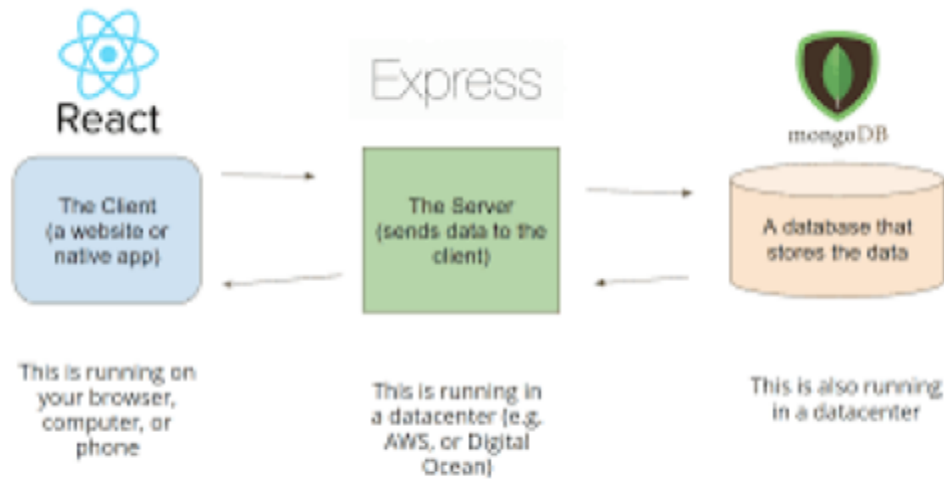 React
Express
mongoDB
The Client
(a website or
native app)
The Server
(sends data to the
client)
A database that
stores the data
This is running on
your browser,
computer, or
phone
This is running in
a datacenter (e.g.
AWS, or Digital
Ocean)
This is also running
in a datacenter